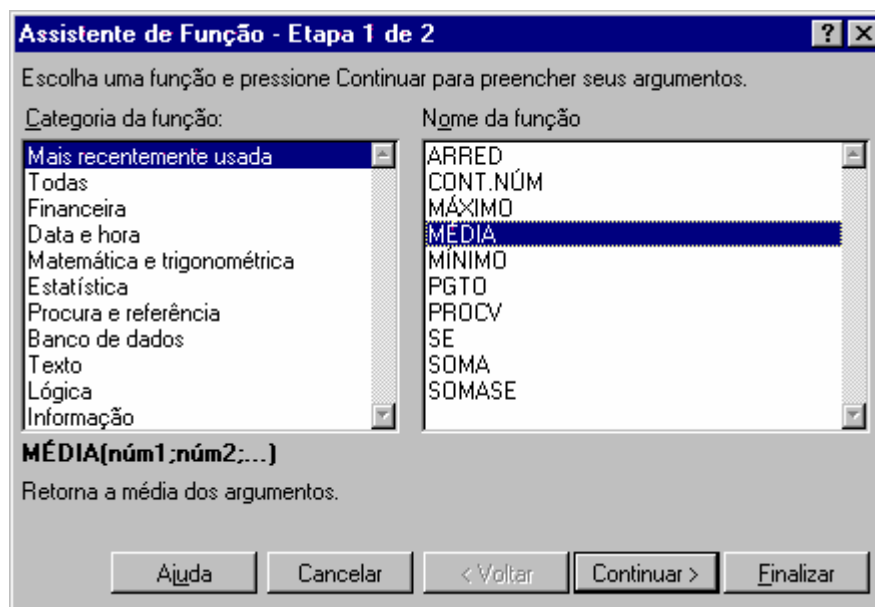 Assistente de Função - Etapa 1 de 2
Escolha uma função e pressione Continuar para preencher seus argumentos.
Categoria da função:
Mais recentemente usada
Todas
Financeira
Data e hora
Matemática e trigonométrica
Estatística
Procura e referência
Banco de dados
Texto
Lógica
Informação
Nome da função
ARRED
CONT.NÚM
MÁXIMO
MÉDIA
MÍNIMO
PGTO
PROCV
SE
SOMA
SOMASE
MÉDIA(núm1;núm2;...)
Retorna a média dos argumentos.
Ajuda
Cancelar
< Voltar
Continuar >
Finalizar